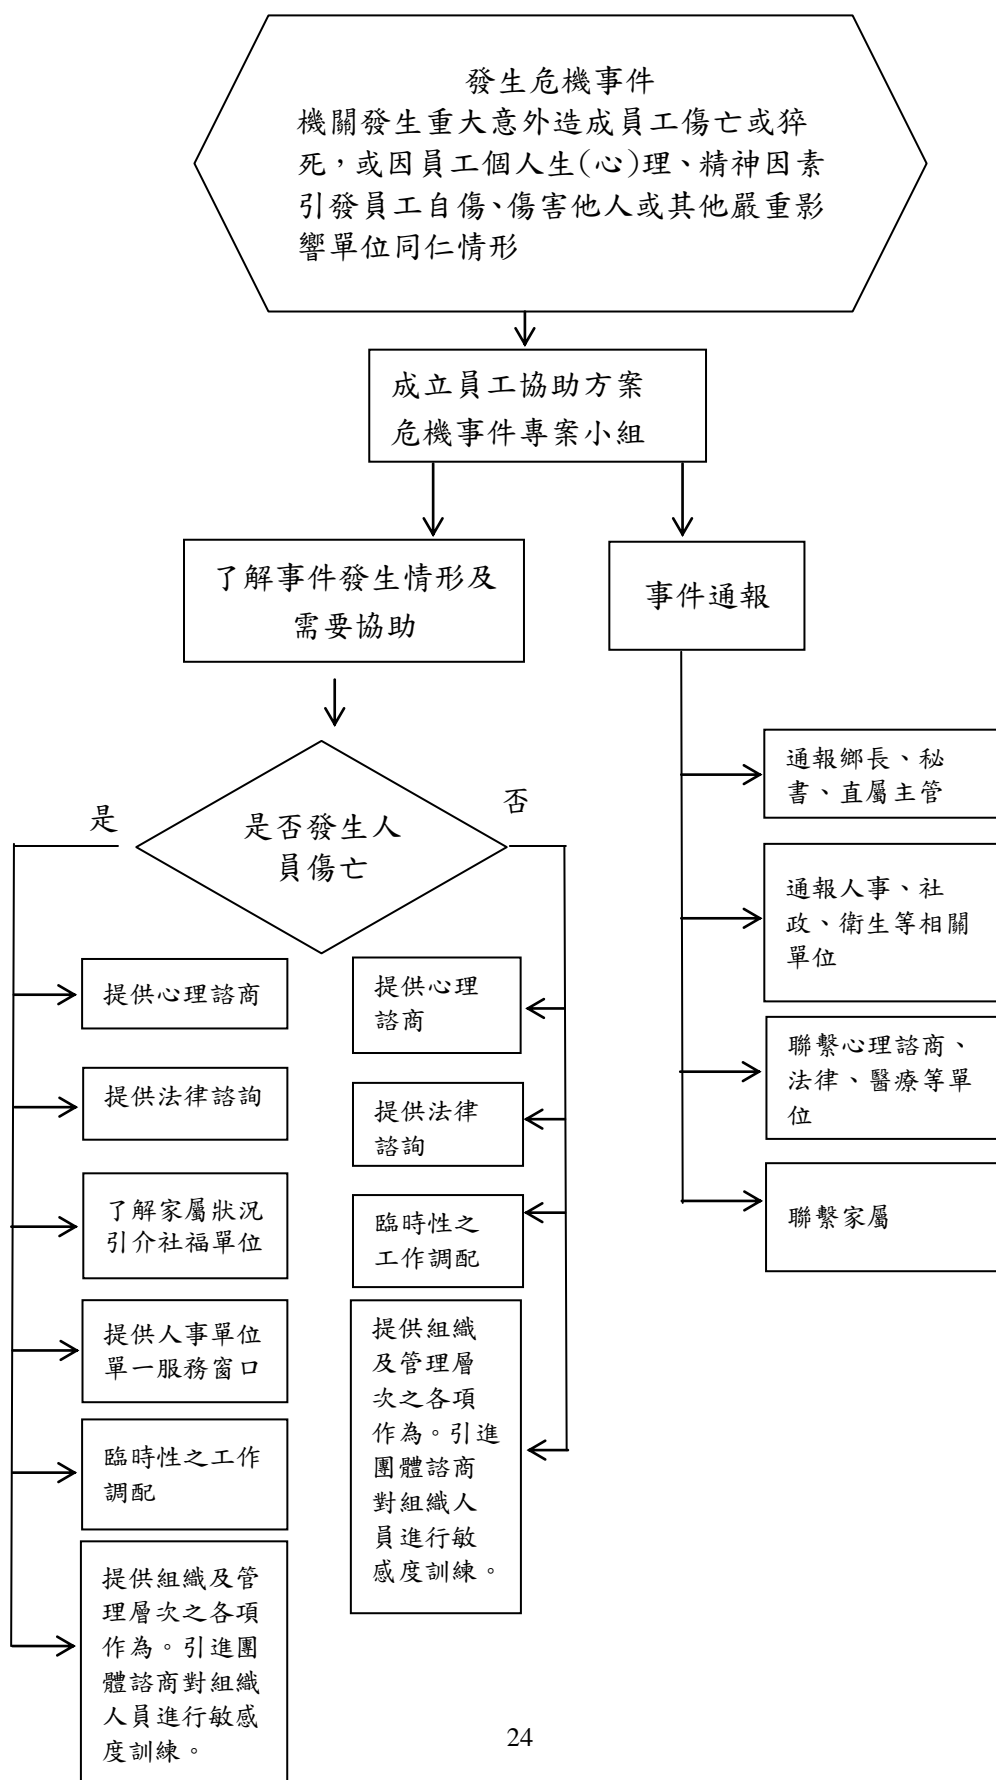 發生危機事件
機關發生重大意外造成員工傷亡或猝
死，或因員工個人生(心)理、精神因素
引發員工自傷、傷害他人或其他嚴重影
響單位同仁情形
成立員工協助方案
危機事件專案小組
了解事件發生情形及
需要協助
事件通報
是否發生人
員傷亡
是
否
提供心理諮商
提供法律諮詢
了解家屬狀況
引介社福單位
提供人事單位
單一服務窗口
臨時性之工作
調配
提供組織及管
理層次之各項
作為。引進團
體諮商對組織
人員進行敏感
度訓練。
提供心理
諮商
提供法律
諮詢
臨時性之
工作調配
提供組織
及管理層
次之各項
作為。引進
團體諮商
對組織人
員進行敏
感度訓練。
通報鄉長、秘
書、直屬主管
通報人事、社
政、衛生等相關
單位
聯繫心理諮商、
法律、醫療等單
位
聯繫家屬
24